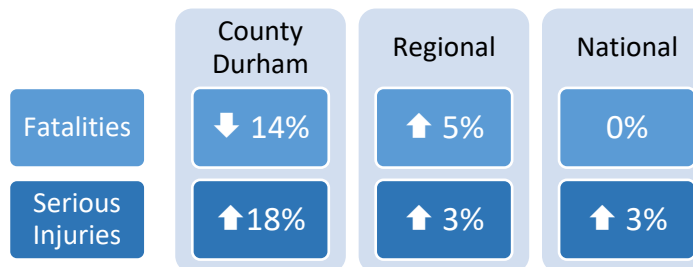 County
Durham
Regional
National
Fatalities
⬇ 14%
⬆ 5%
0%
Serious
Injuries
⬆18%
⬆ 3%
⬆ 3%